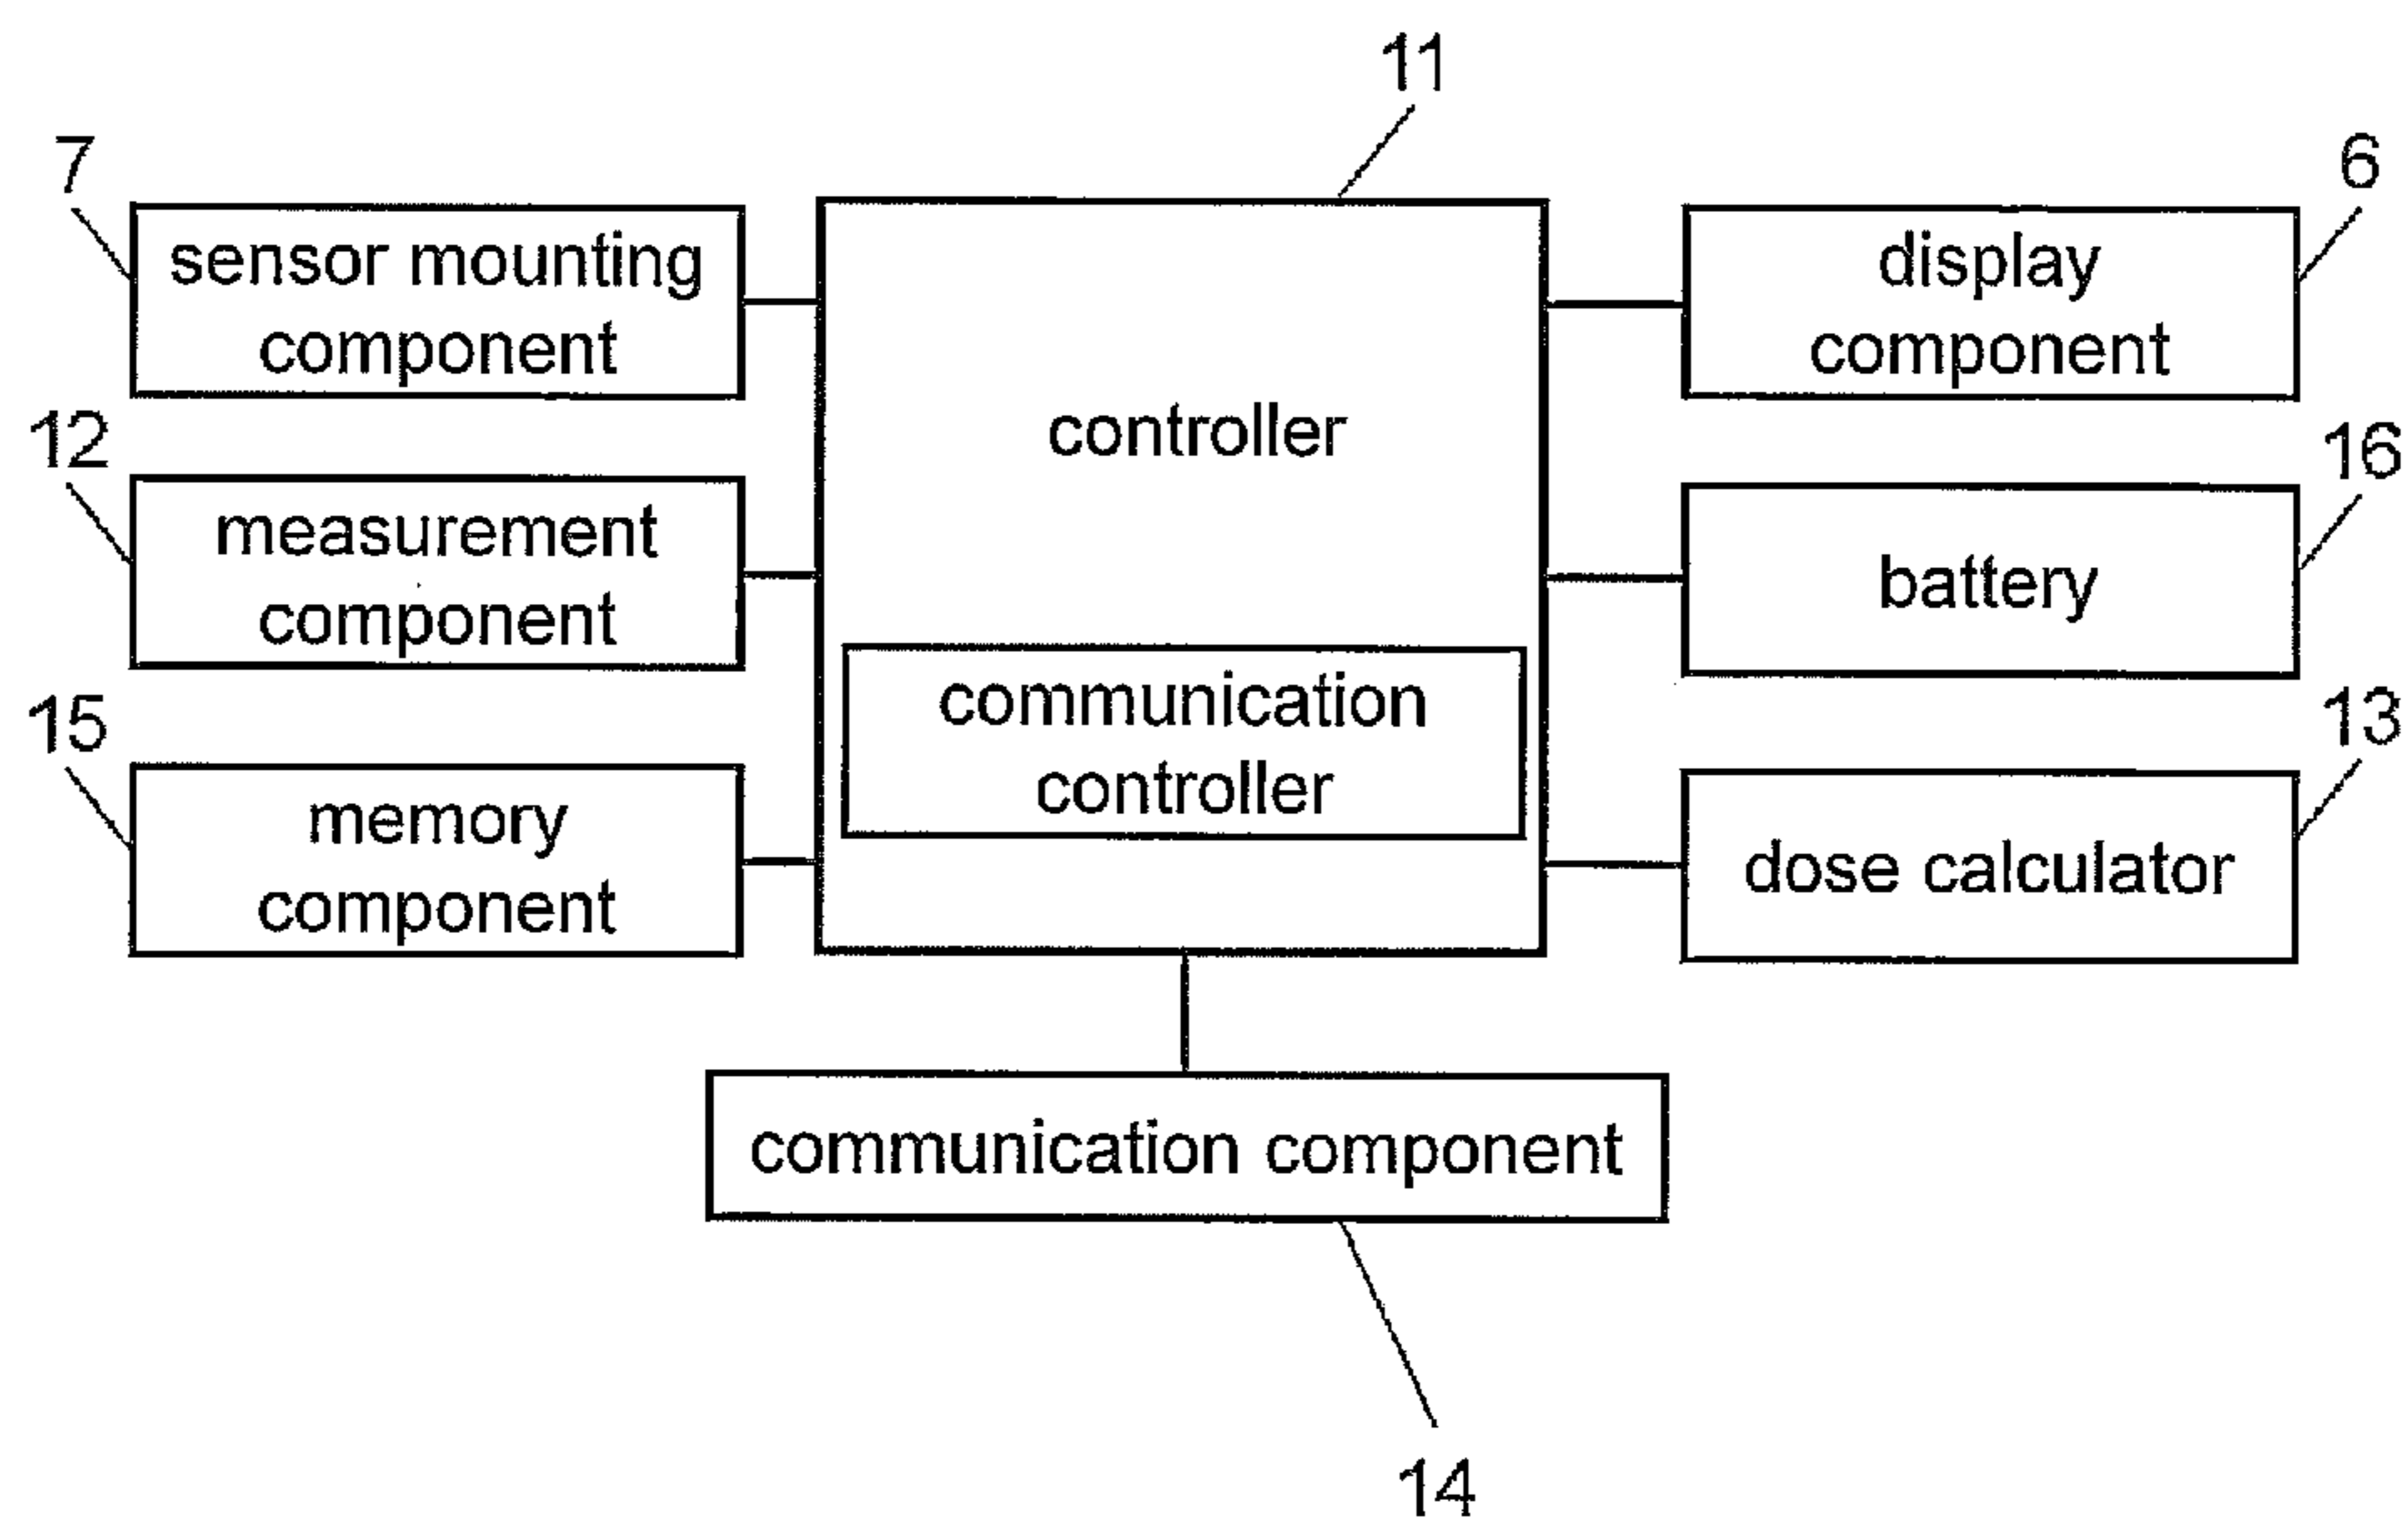 11
7
sensor mounting
component
12
measurement
component
15
memory
component
controller
communication
controller
6
display
component
16
battery
13
dose calculator
communication component
14